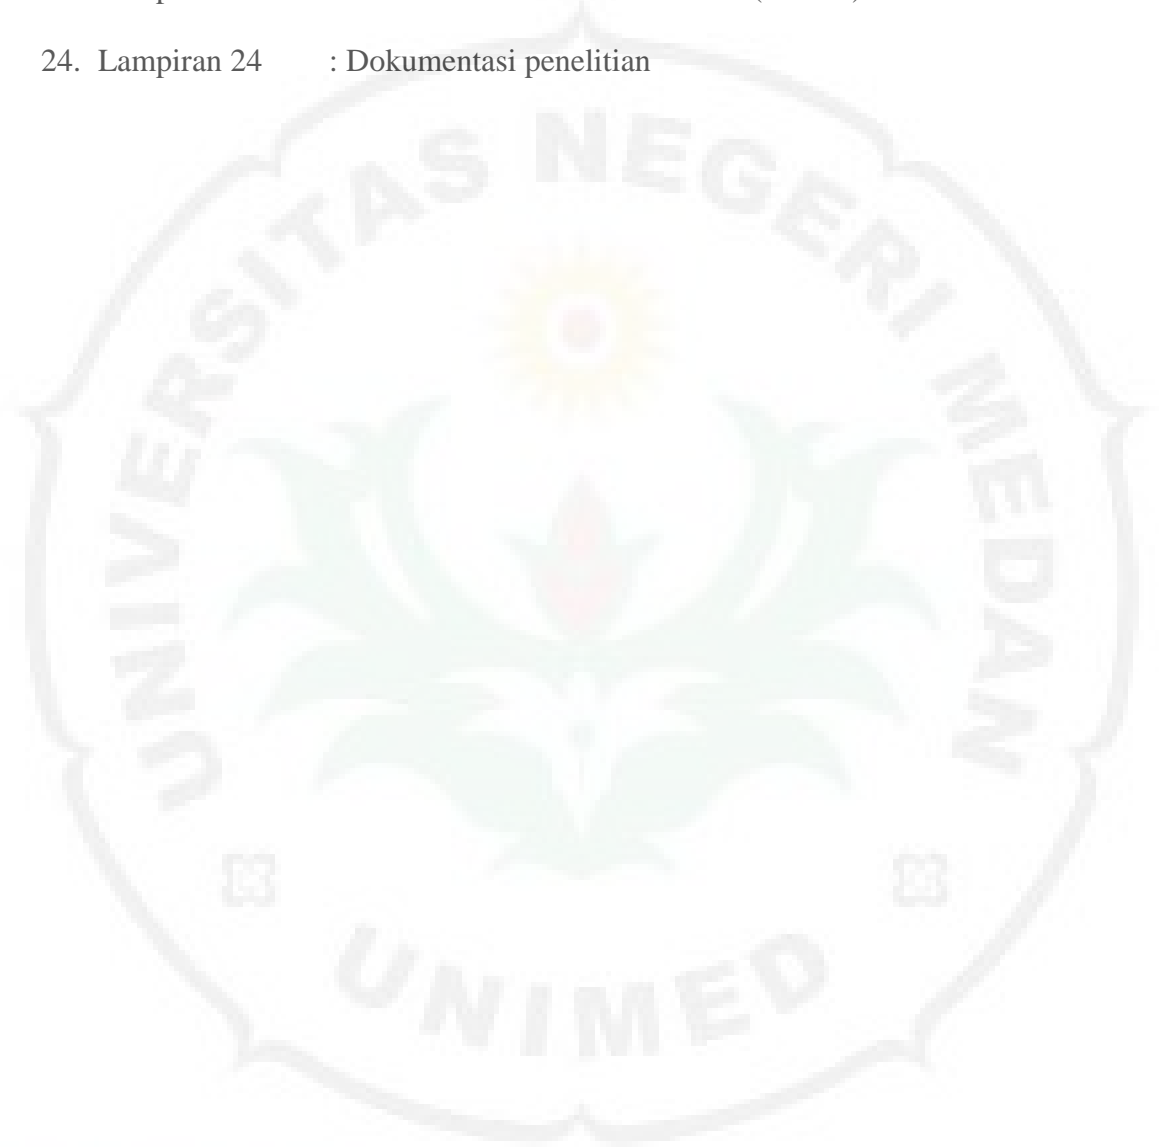 24. Lampiran 24 : Dokumentasi penelitian
UNIVERSITAS NEGERI MEDAN
UNIMED